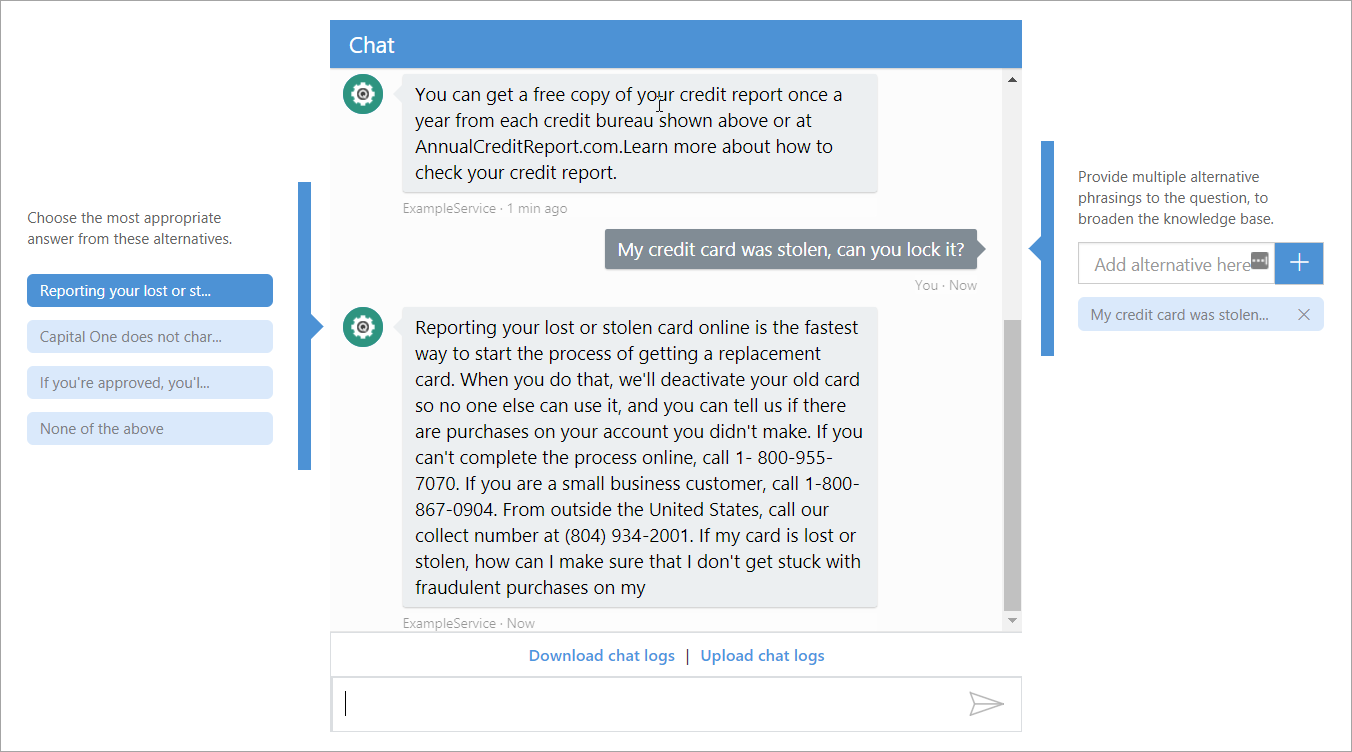 Chat
You can get a free copy of your credit report once a
year from each credit bureau shown above or at
AnnualCreditReport.com.Learn more about how to
check your credit report.
ExampleService · 1 min ago
My credit card was stolen, can you lock it?
You · Now
Reporting your lost or stolen card online is the fastest
way to start the process of getting a replacement
card. When you do that, we'll deactivate your old card
so no one else can use it, and you can tell us if there
are purchases on your account you didn't make. If you
can't complete the process online, call 1- 800-955-
7070. If you are a small business customer, call 1-800-
867-0904. From outside the United States, call our
collect number at (804) 934-2001. If my card is lost or
stolen, how can I make sure that I don't get stuck with
fraudulent purchases on my
ExampleService · Now
Download chat logs | Upload chat logs
Choose the most appropriate
answer from these alternatives.
Reporting your lost or st...
Capital One does not char...
If you're approved, you'l...
None of the above
Provide multiple alternative
phrasings to the question, to
broaden the knowledge base.
Add alternative here
My credit card was stolen...